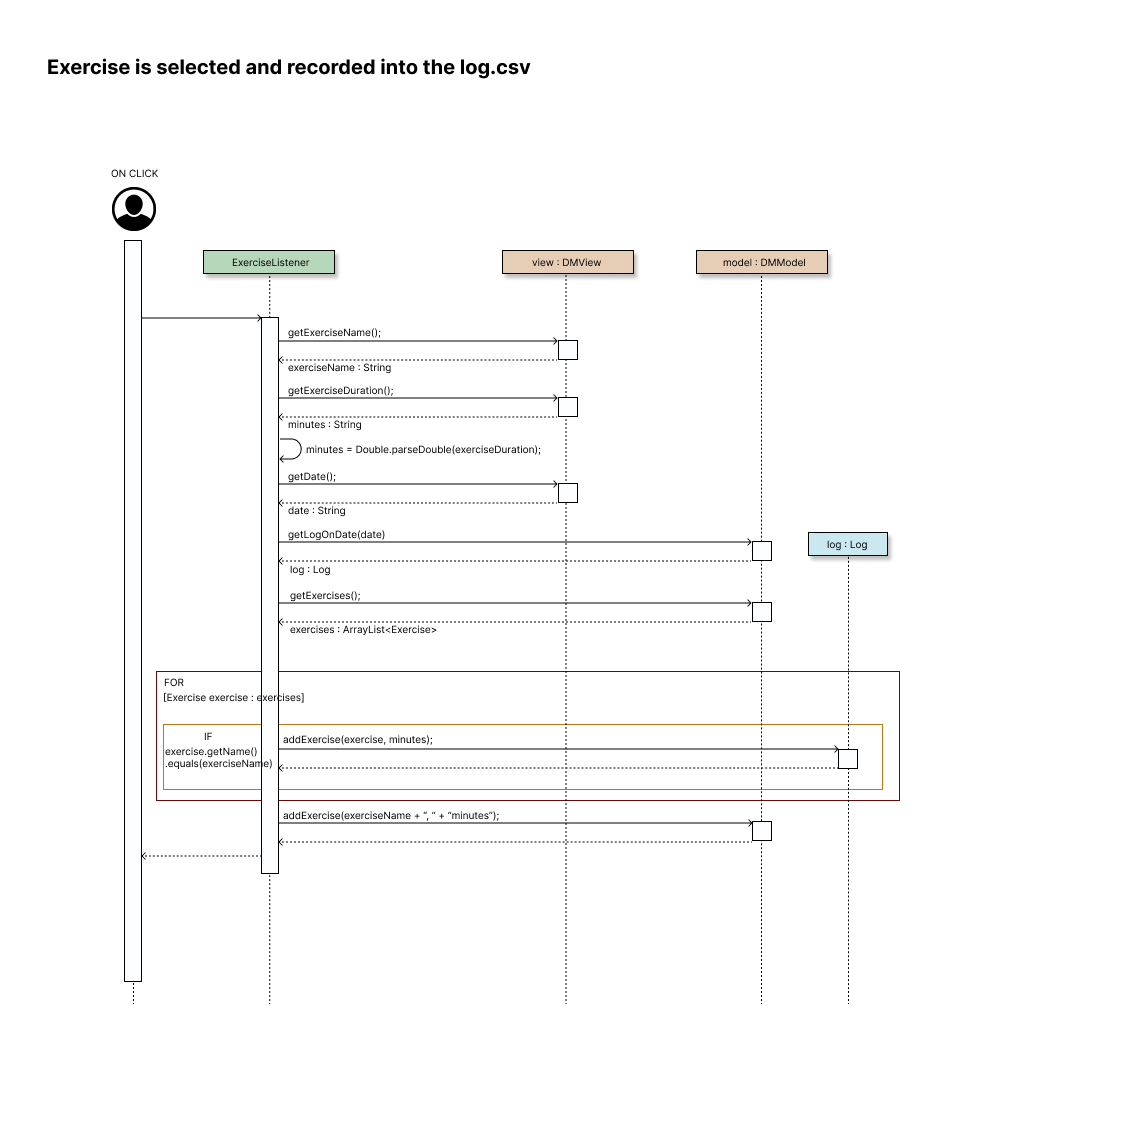 Exercise is selected and recorded into the log.csv
ON CLICK
ExerciseListener
view : DMView
model : DMModel
getExerciseName();
exerciseName : String
getExerciseDuration();
minutes : String
minutes = Double.parseDouble(exerciseDuration);
getDate();
date : String
getLogOnDate(date)
log : Log
log : Log
getExercises();
exercises : ArrayList<Exercise>
FOR
[Exercise exercise : exercises]
IF
exercise.getName()
.equals(exerciseName)
addExercise(exercise, minutes);
addExercise(exerciseName + “, “ + “minutes”);